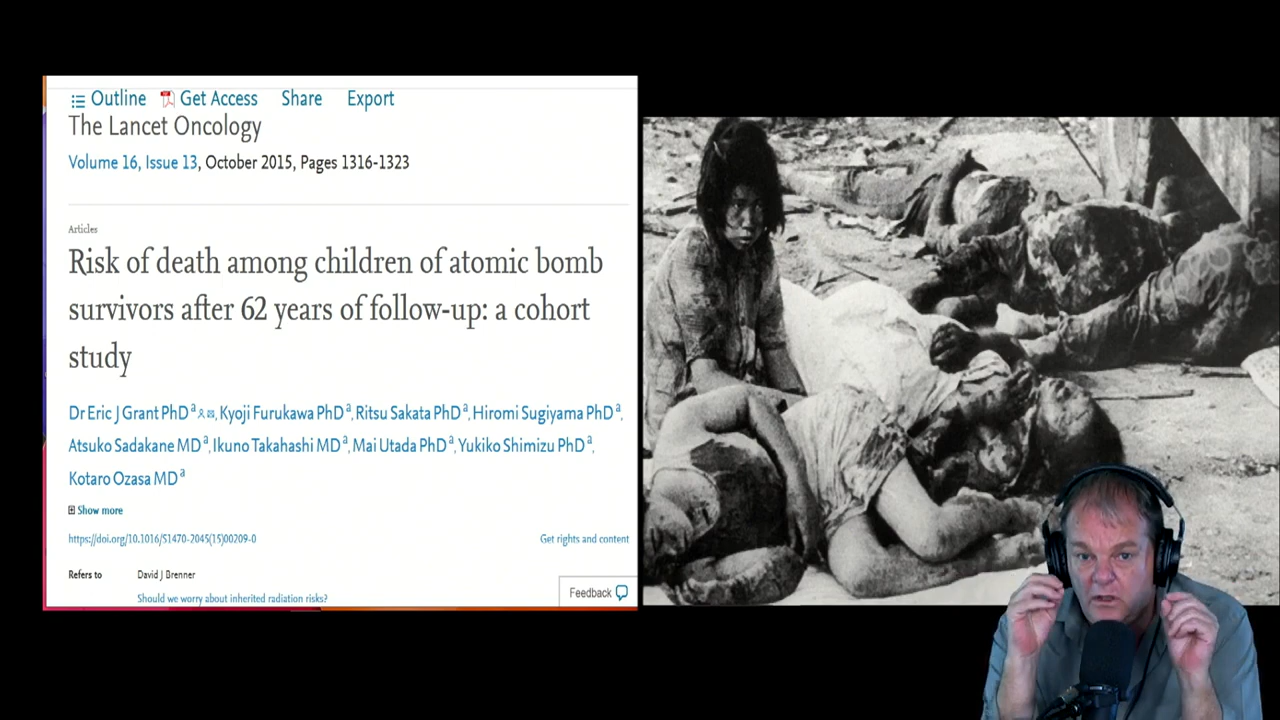 Outline Get Access Share Export
The Lancet Oncology
Volume 16, Issue 13, October 2015, Pages 1316-1323
Articles
Risk of death among children of atomic bomb
survivors after 62 years of follow-up: a cohort
study
Dr Eric J Grant PhD a, Kyoji Furukawa PhD a, Ritsu Sakata PhD a, Hiromi Sugiyama PhD a,
Atsuko Sadakane MD a, Ikuno Takahashi MD a, Mai Utada PhD a, Yukiko Shimizu PhD a,
Kotaro Ozasa MD a
Show more
https://doi.org/10.1016/S1470-2045(15)00209-0 Get rights and content
Refers to David J Brenner
Should we worry about inherited radiation risks?
Feedback